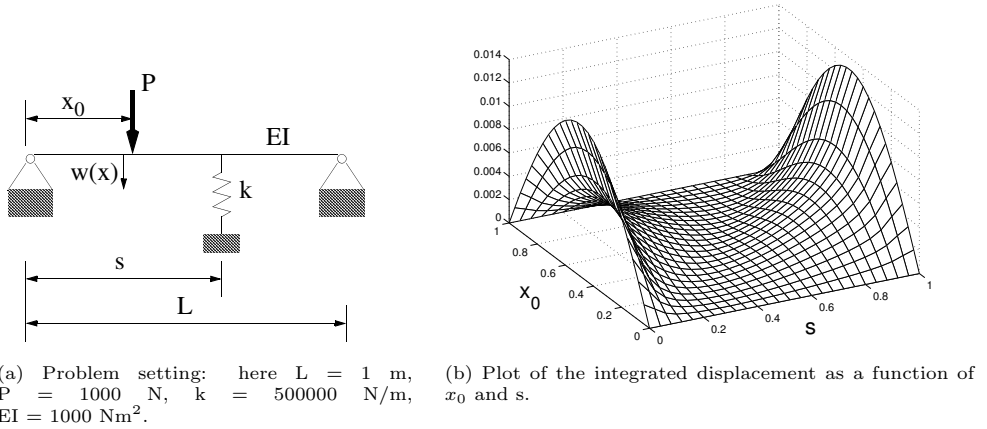 P
x0
EI
w(x)
k
s
L
0.014
0.012
0.01
0.008
0.006
0.004
0.002
0
1
0.8
0.6
0.4
0.2
0
x0
0
0.2
0.4
0.6
0.8
1
s
(a) Problem setting: here L = 1 m,
P = 1000 N, k = 500000 N/m,
EI = 1000 Nm².
(b) Plot of the integrated displacement as a function of
x0 and s.